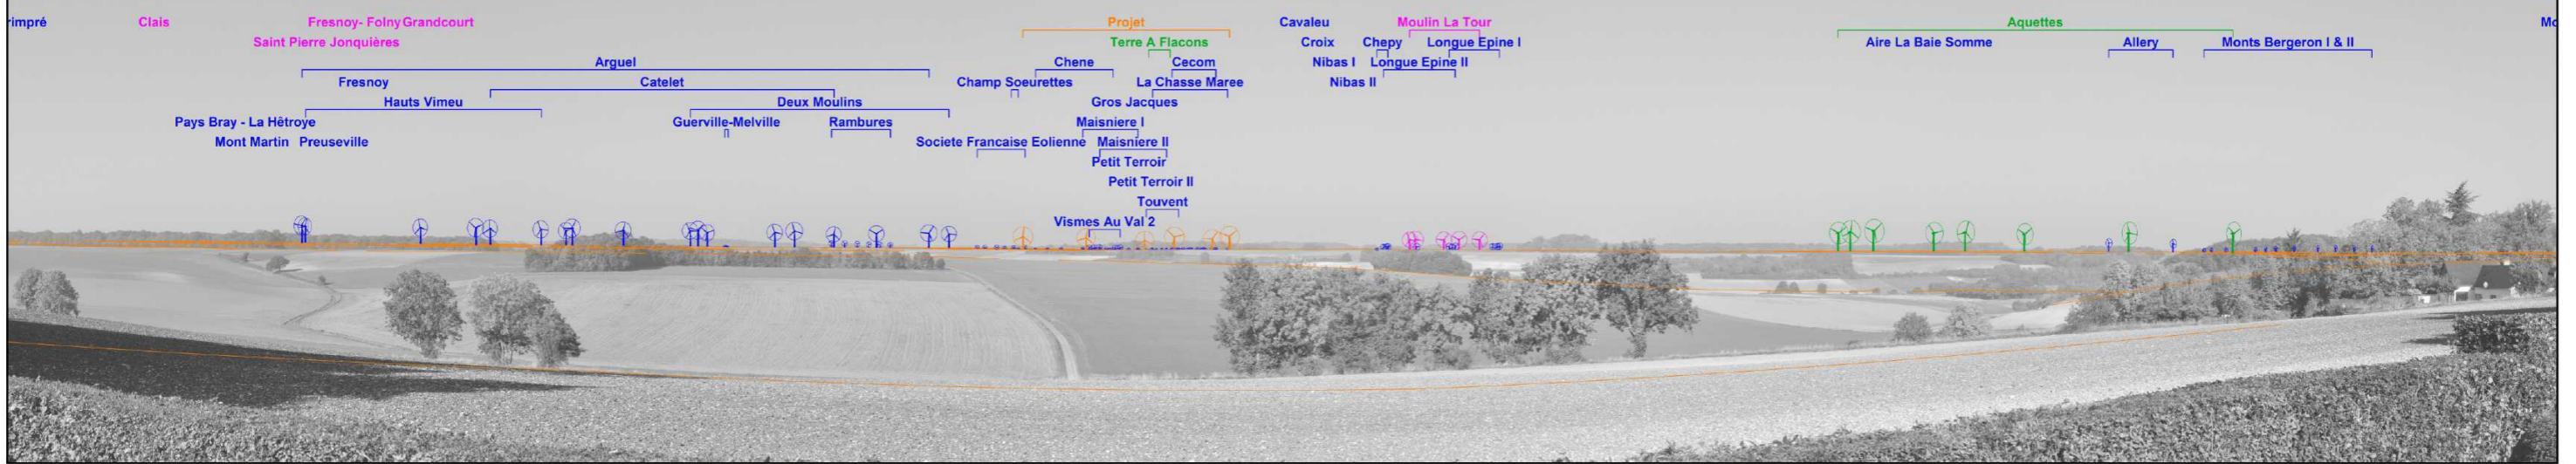 rimpré Clais Fresnoy- Folny Grandcourt Projet Cavaleu Moulin La Tour Aquettes Mo
Saint Pierre Jonquières Terre A Flacons Croix Chepy Longue Epine I Aire La Baie Somme Allery Monts Bergeron I & II
Arguel Chene Cecom Nibas I Longue Epine II
Fresnoy Catelet Champ Soeurettes La Chasse Maree Nibas II
Hauts Vimeu Deux Moulins Gros Jacques
Pays Bray - La Hêtroye Guerville-Melville Rambures Maisniere I
Mont Martin Preuseville Societe Francaise Eolienne Maisniere II
Petit Terroir
Petit Terroir II
Touvent
Vismes Au Val 2